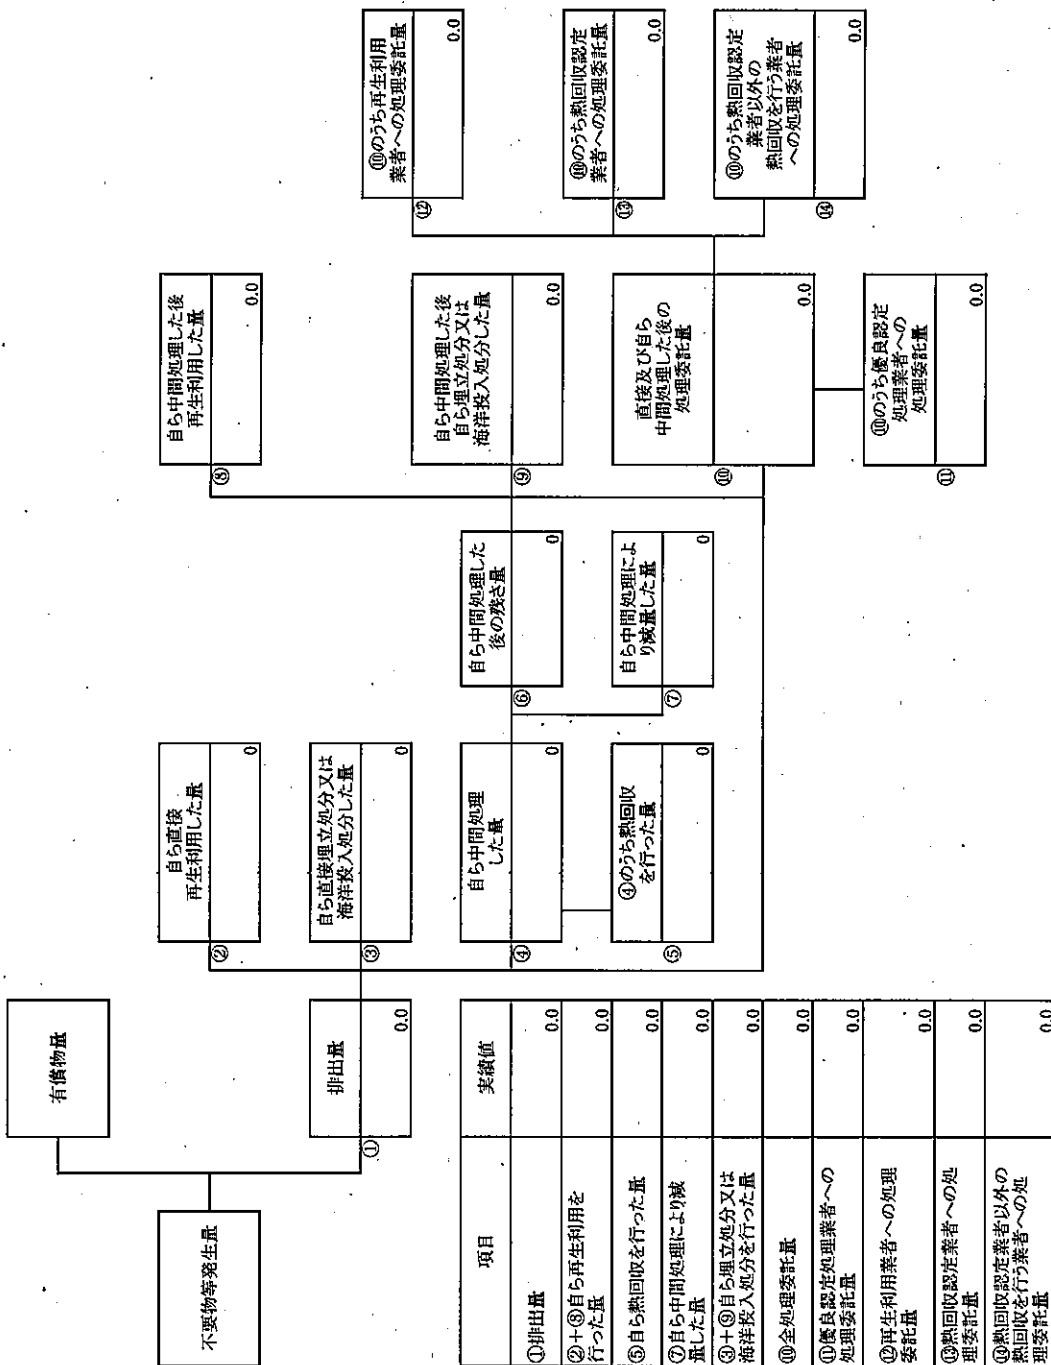 不要物等発生量
有償物量
①
排出量
0.0
②
自ら直接
再生利用した量
0
③
自ら直接埋立処分又は
海洋投入処分した量
0
④
自ら中間処理
した量
0
⑤
④のうち熱回収
を行った量
0
⑥
自ら中間処理した
後の残さ量
0
⑦
自ら中間処理によ
り減量した量
0
⑧
自ら中間処理した後
再生利用した量
0.0
⑨
自ら中間処理した後
自ら埋立処分又は
海洋投入処分した量
0.0
⑩
直接及び自ら
中間処理した後の
処理委託量
0.0
⑪
⑩のうち優良認定
処理業者への
処理委託量
0.0
⑫
⑩のうち再生利用
業者への処理委託量
0.0
⑬
⑩のうち熱回収認定
業者への処理委託量
0.0
⑭
⑩のうち熱回収認定
業者以外の
熱回収を行う業者
への処理委託量
0.0
項目
実績値
①排出量
0.0
②+⑧自ら再生利用を
行った量
0.0
⑤自ら熱回収を行った量
0.0
⑦自ら中間処理により減
量した量
0.0
③+⑨自ら埋立処分又は
海洋投入処分を行った量
0.0
⑩全処理委託量
0.0
⑪優良認定処理業者への
処理委託量
0.0
⑫再生利用業者への処理
委託量
0.0
⑬熱回収認定業者への処
理委託量
0.0
⑭熱回収認定業者以外の
熱回収を行う業者への処
理委託量
0.0